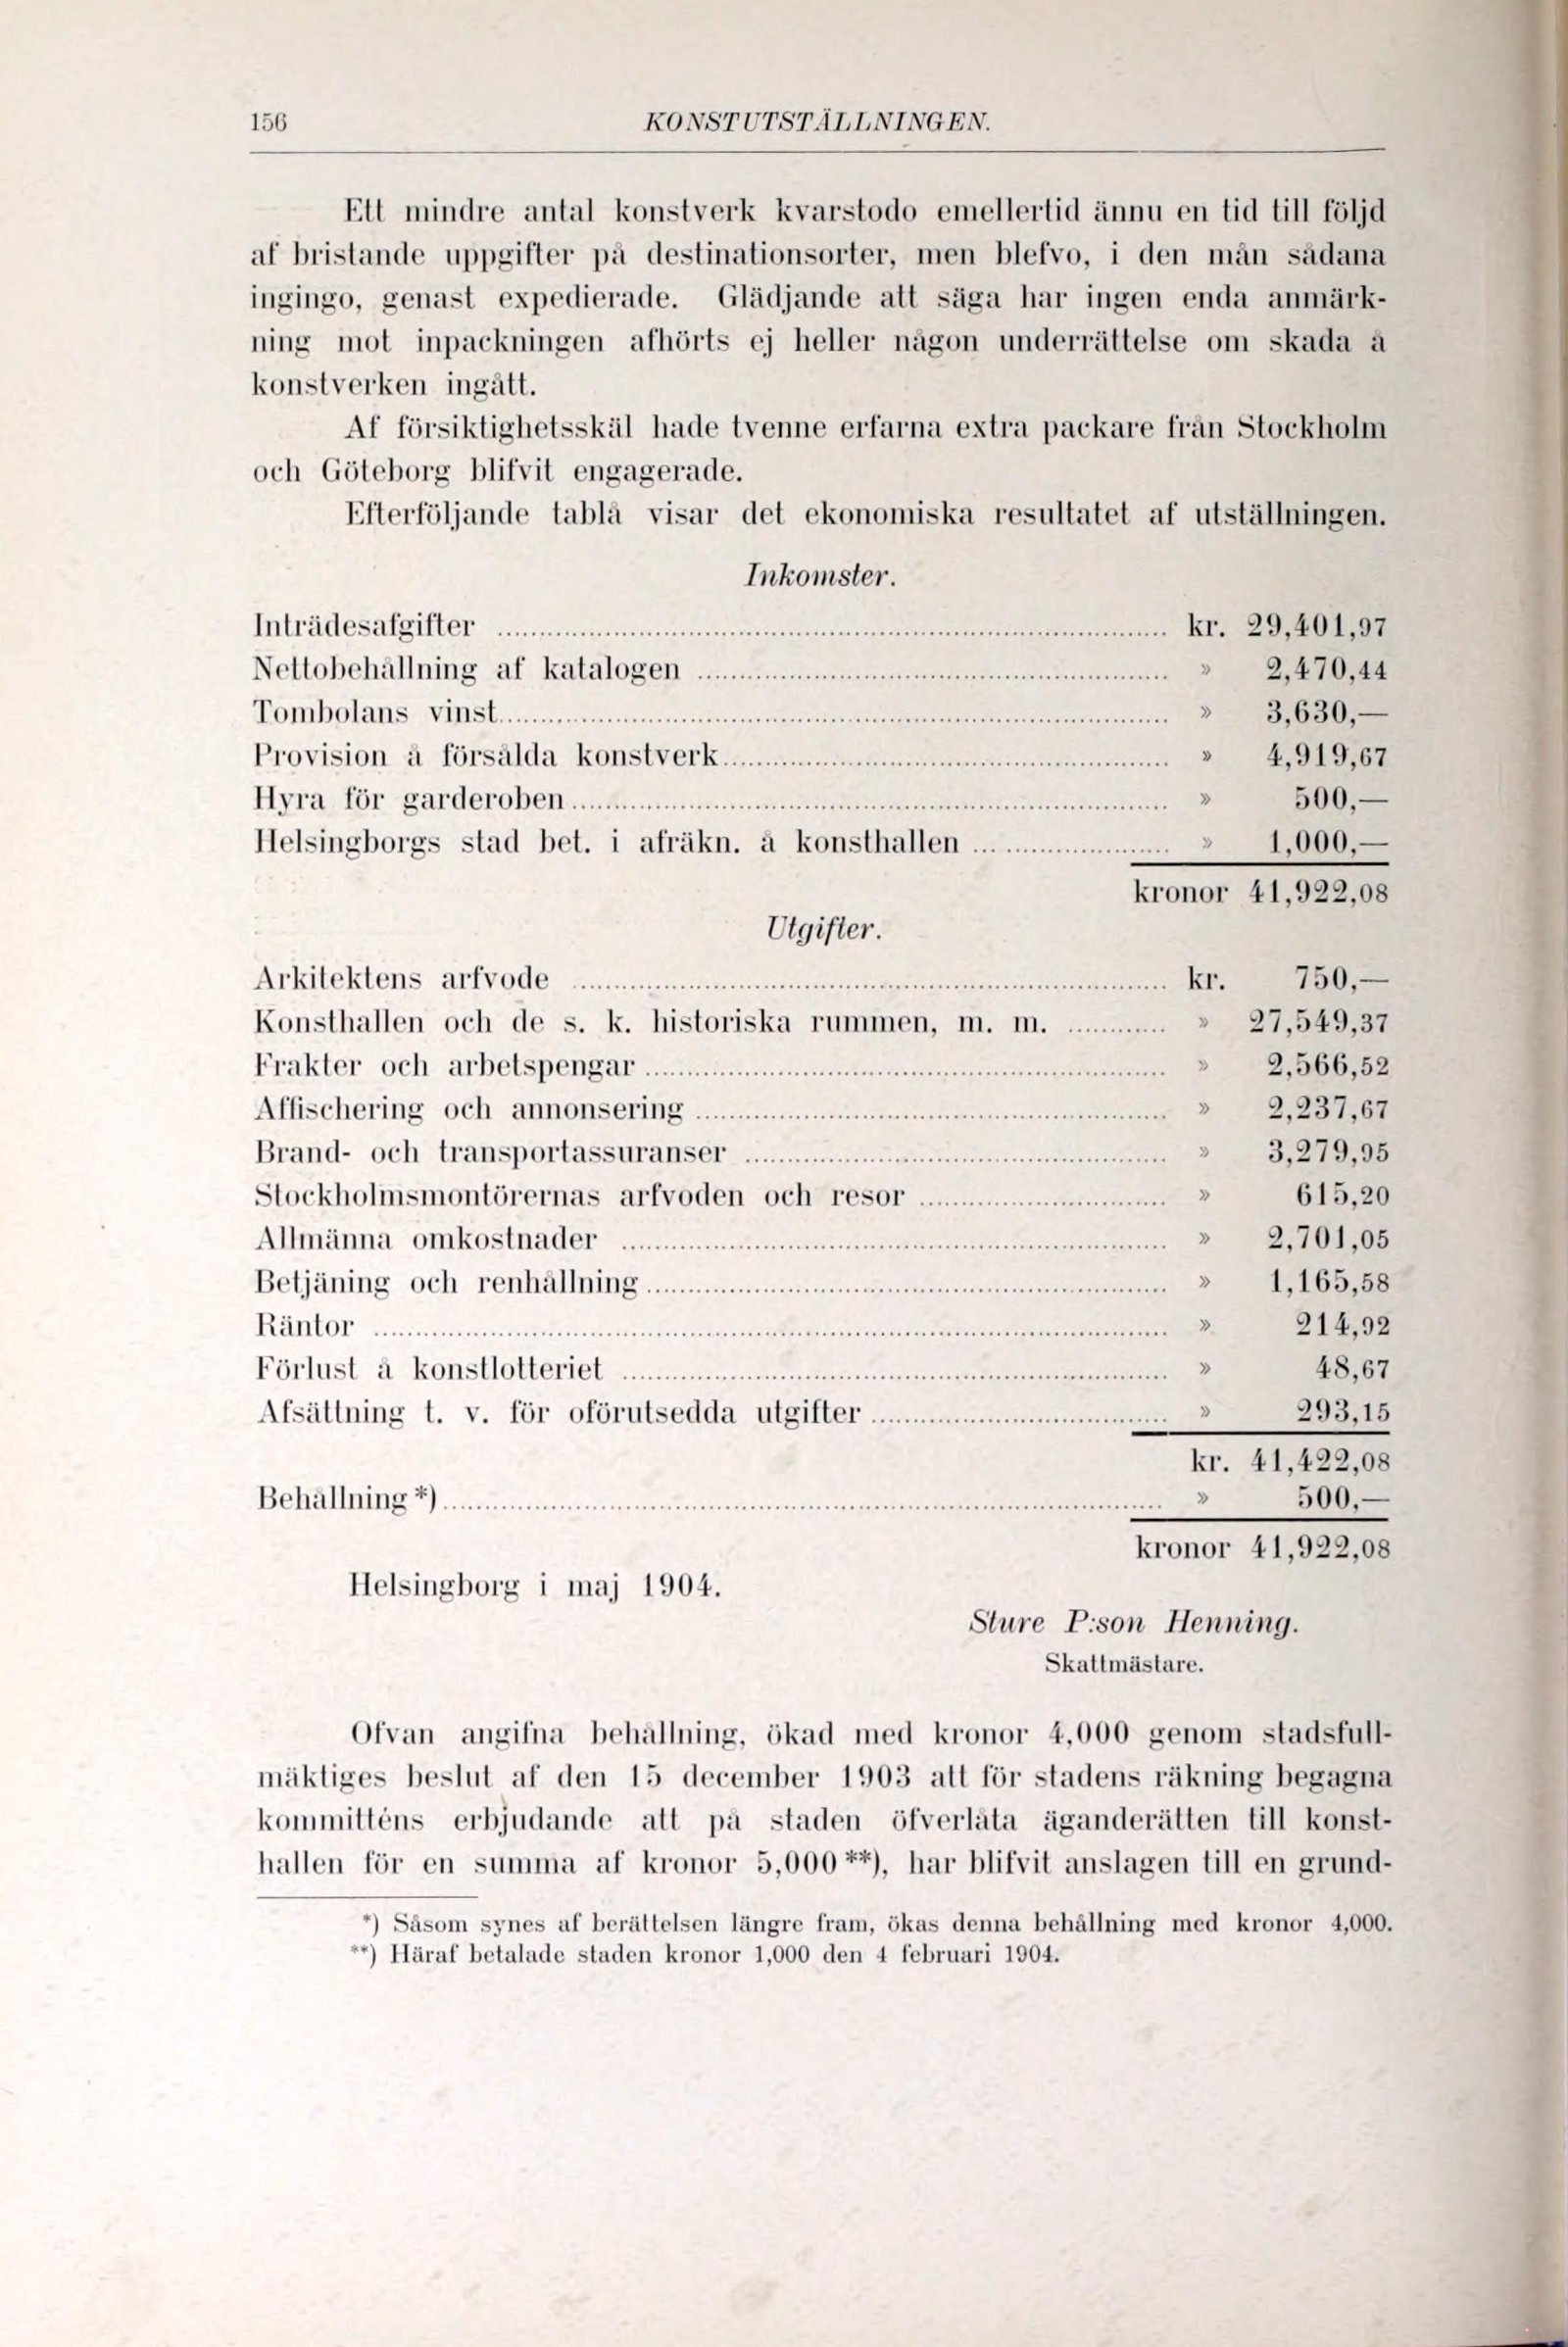 156
KONSTUTSTÄLLNINGEN.
Ett mindre antal konstverk kvarstodo emellertid ännu en tid till följd
af bristande uppgifter på destinationsorter, men blefvo, i den mån sådana
ingingo, genast expedierade. Glädjande att säga har ingen enda anmärk-
ning mot inpackningen afhörts ej heller någon underrättelse om skada å
konstverken ingått.
Af försiktighetsskäl hade tvenne erfarna extra packare från Stockholm
och Göteborg blifvit engagerade.
Efterföljande tablå visar det ekonomiska resultatet af utställningen.
Inkomster.
Inträdesafgifter ........ kr. 29,401,97
Nettobehållning af katalogen ........ » 2,470,44
Tombolans vinst ........ » 3,630,—
Provision å försålda konstverk ........ » 4,919,67
Hyra för garderoben ........ » 500,—
Helsingborgs stad bet. i afräkn. å konsthallen ........ » 1,000,—
kronor 41,922,08
Utgifter.
Arkitektens arfvode ........ kr. 750,—
Konsthallen och de s. k. historiska rummen, m. m. ........ » 27,549,37
Frakter och arbetspengar ........ » 2,566,52
Affischering och annonsering ........ » 2,237,67
Brand- och transportassuranser ........ » 3,279,95
Stockholmsmontörernas arfvoden och resor ........ » 615,20
Allmänna omkostnader ........ » 2,701,05
Betjäning och renhållning ........ » 1,165,58
Räntor ........ » 214,92
Förlust å konstlotteriet ........ » 48,67
Afsättning t. v. för oförutsedda utgifter ........ » 293,15
kr. 41,422,08
Behållning *) ........ » 500,—
kronor 41,922,08
Helsingborg i maj 1904.
Sture P:son Henning.
Skattmästare.
Ofvan angifna behållning, ökad med kronor 4,000 genom stadsfull-
mäktiges beslut af den 15 december 1903 att för stadens räkning begagna
kommitténs erbjudande att på staden öfverlåta äganderätten till konst-
hallen för en summa af kronor 5,000 **), har blifvit anslagen till en grund-
*) Såsom synes af berättelsen längre fram, ökas denna behållning med kronor 4,000.
**) Häraf betalade staden kronor 1,000 den 4 februari 1904.